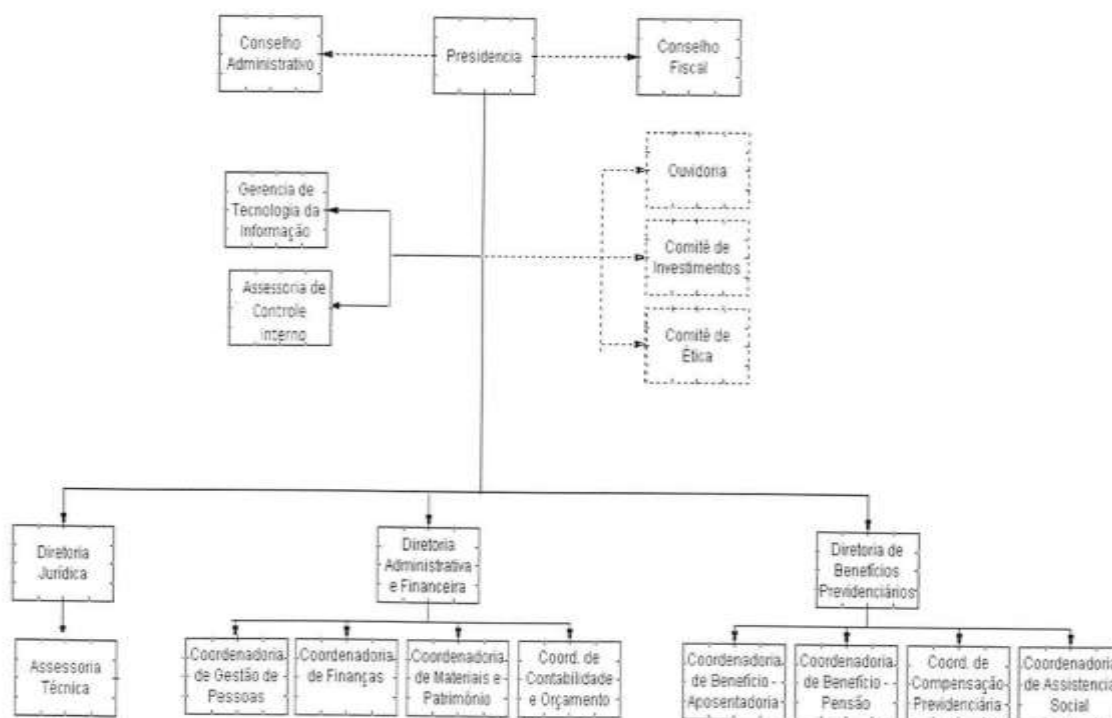 Conselho
Administrativo
Presidencia
Conselho
Fiscal
Ouvidoria
Gerencia de
Tecnologia da
Informação
Comitê de
Investimentos
Assessoria de
Controle
Interno
Comitê de
Ética
Diretoria
Jurídica
Diretoria
Administrativa
e Financeira
Diretoria de
Benefícios
Previdenciários
Assessoria
Técnica
Coordenadoria
de Gestão de
Pessoas
Coordenadoria
de Finanças
Coordenadoria
de Materiais e
Patrimônio
Coord. de
Contabilidade
e Orçamento
Coordenadoria
de Benefício -
Aposentadoria
Coordenadoria
de Benefício -
Pensão
Coord. de
Compensação
Previdenciária
Coordenadoria
de Assistencia
Social